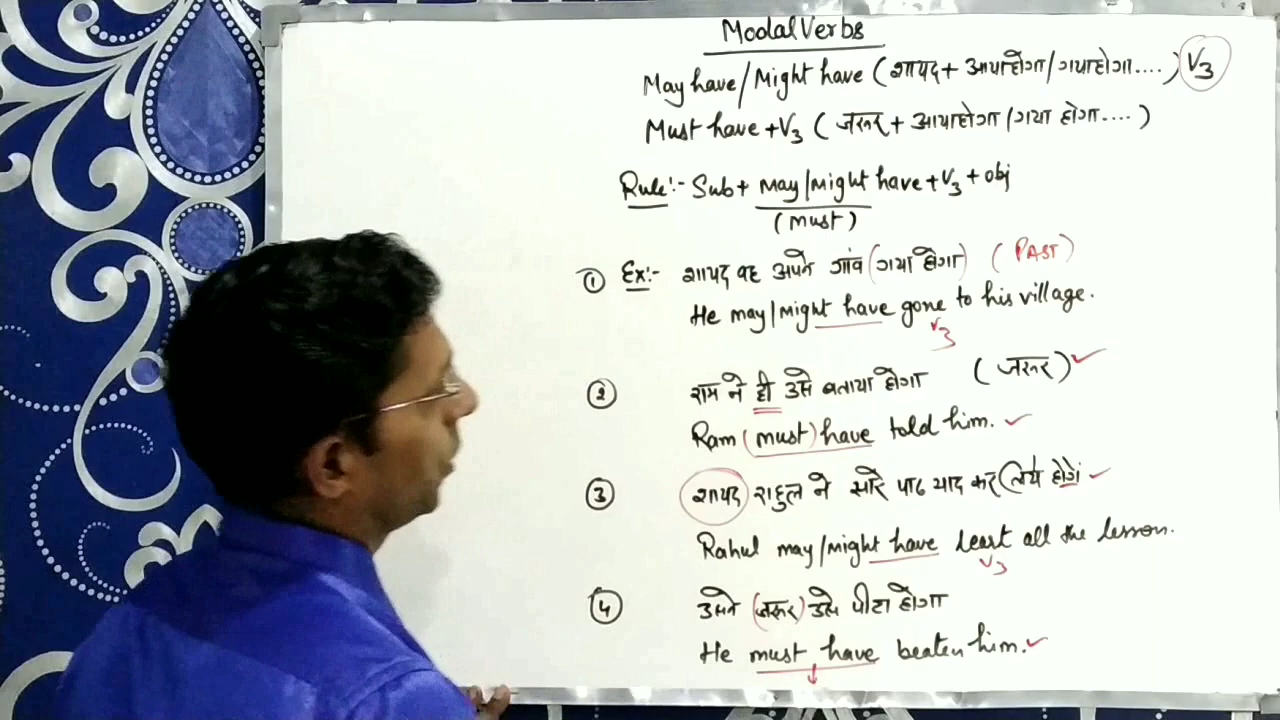 Modal Verbs
May have/Might have (शायद + आयाहोगा/गयाहोगा....) V3
Must have + V3 (जरूर + आयाहोगा/गया होगा....)
Rule:- Sub + May/Might have + V3 + obj
(must)
① Ex:- शायद वह अपने गांव (गया होगा) (PAST)
He may/might have gone to his village.
V3
② राम ने ही उसे बताया होगा (जरूर) ✓
Ram (must) have told him. ✓
③ शायद राहुल ने सारे पाठ याद कर लिये होगें ✓
Rahul may/might have leart all the lesson.
V3
④ उसने (जरूर) उसे पीटा होगा
He must have beaten him. ✓